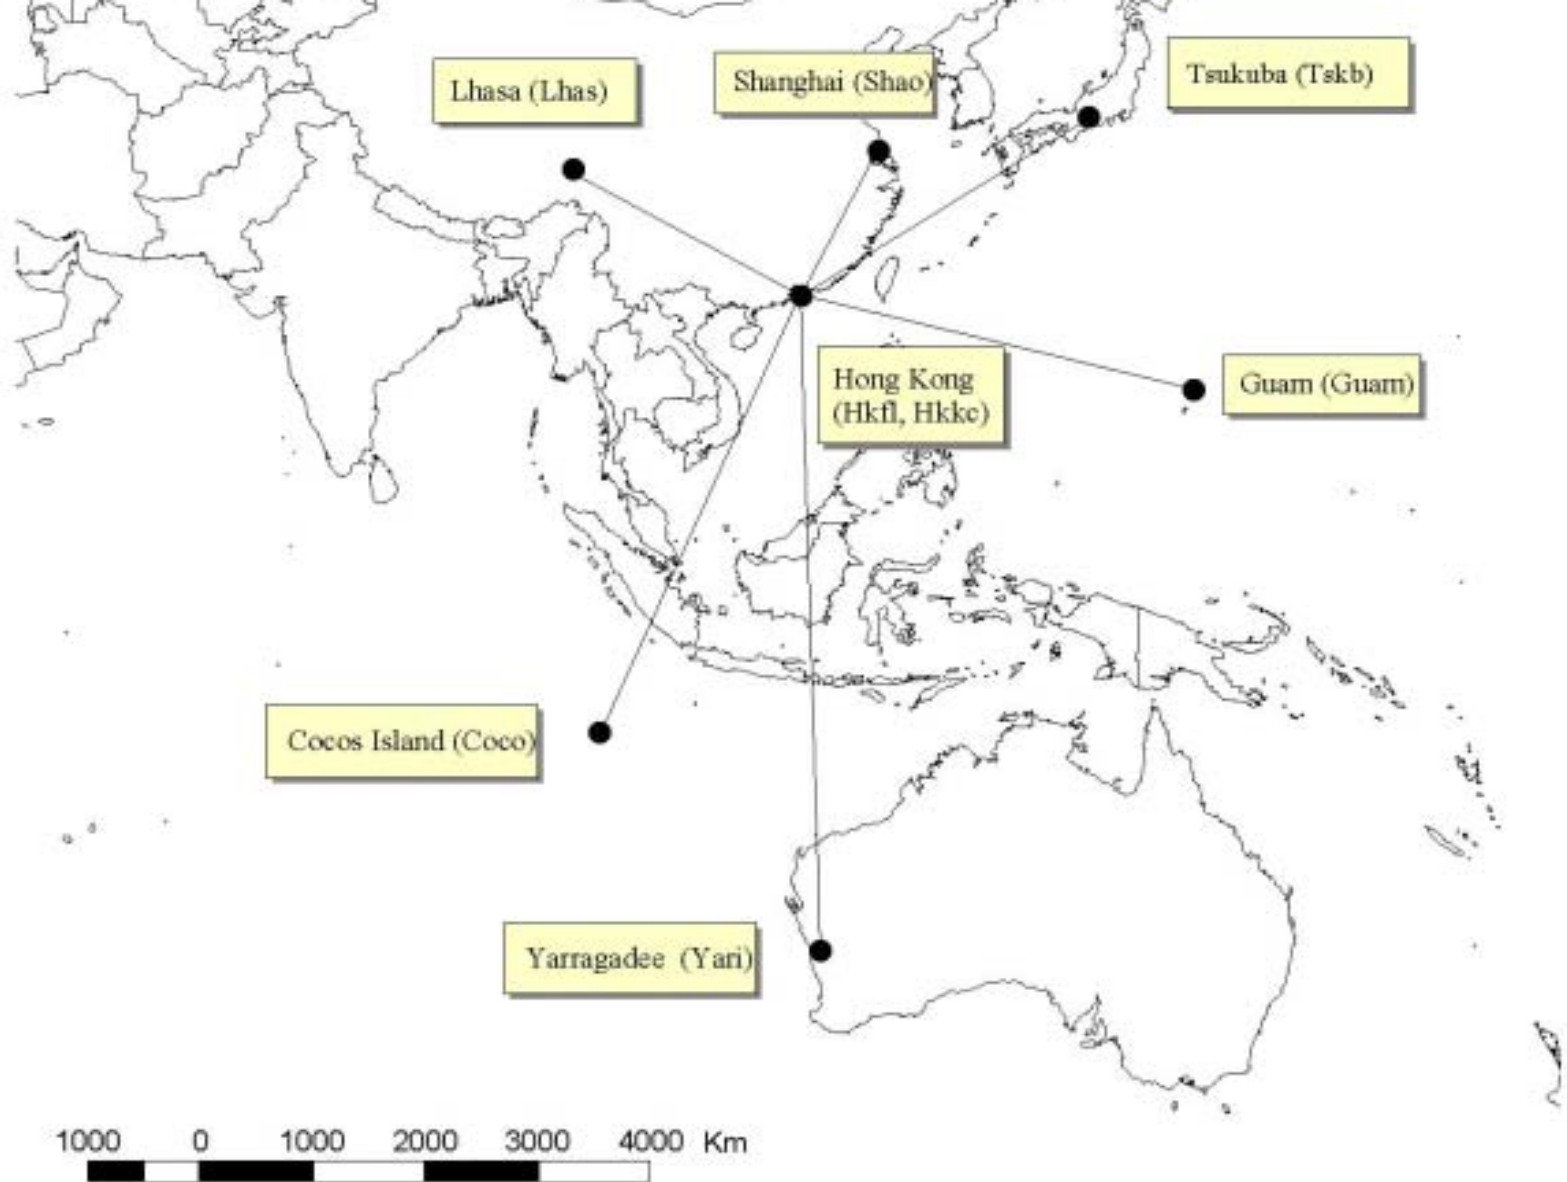 Lhasa (Lhas)
Shanghai (Shao)
Tsukuba (Tskb)
Hong Kong
(Hkfl, Hkkc)
Guam (Guam)
Cocos Island (Coco)
Yarragadee (Yari)
1000 0 1000 2000 3000 4000 Km